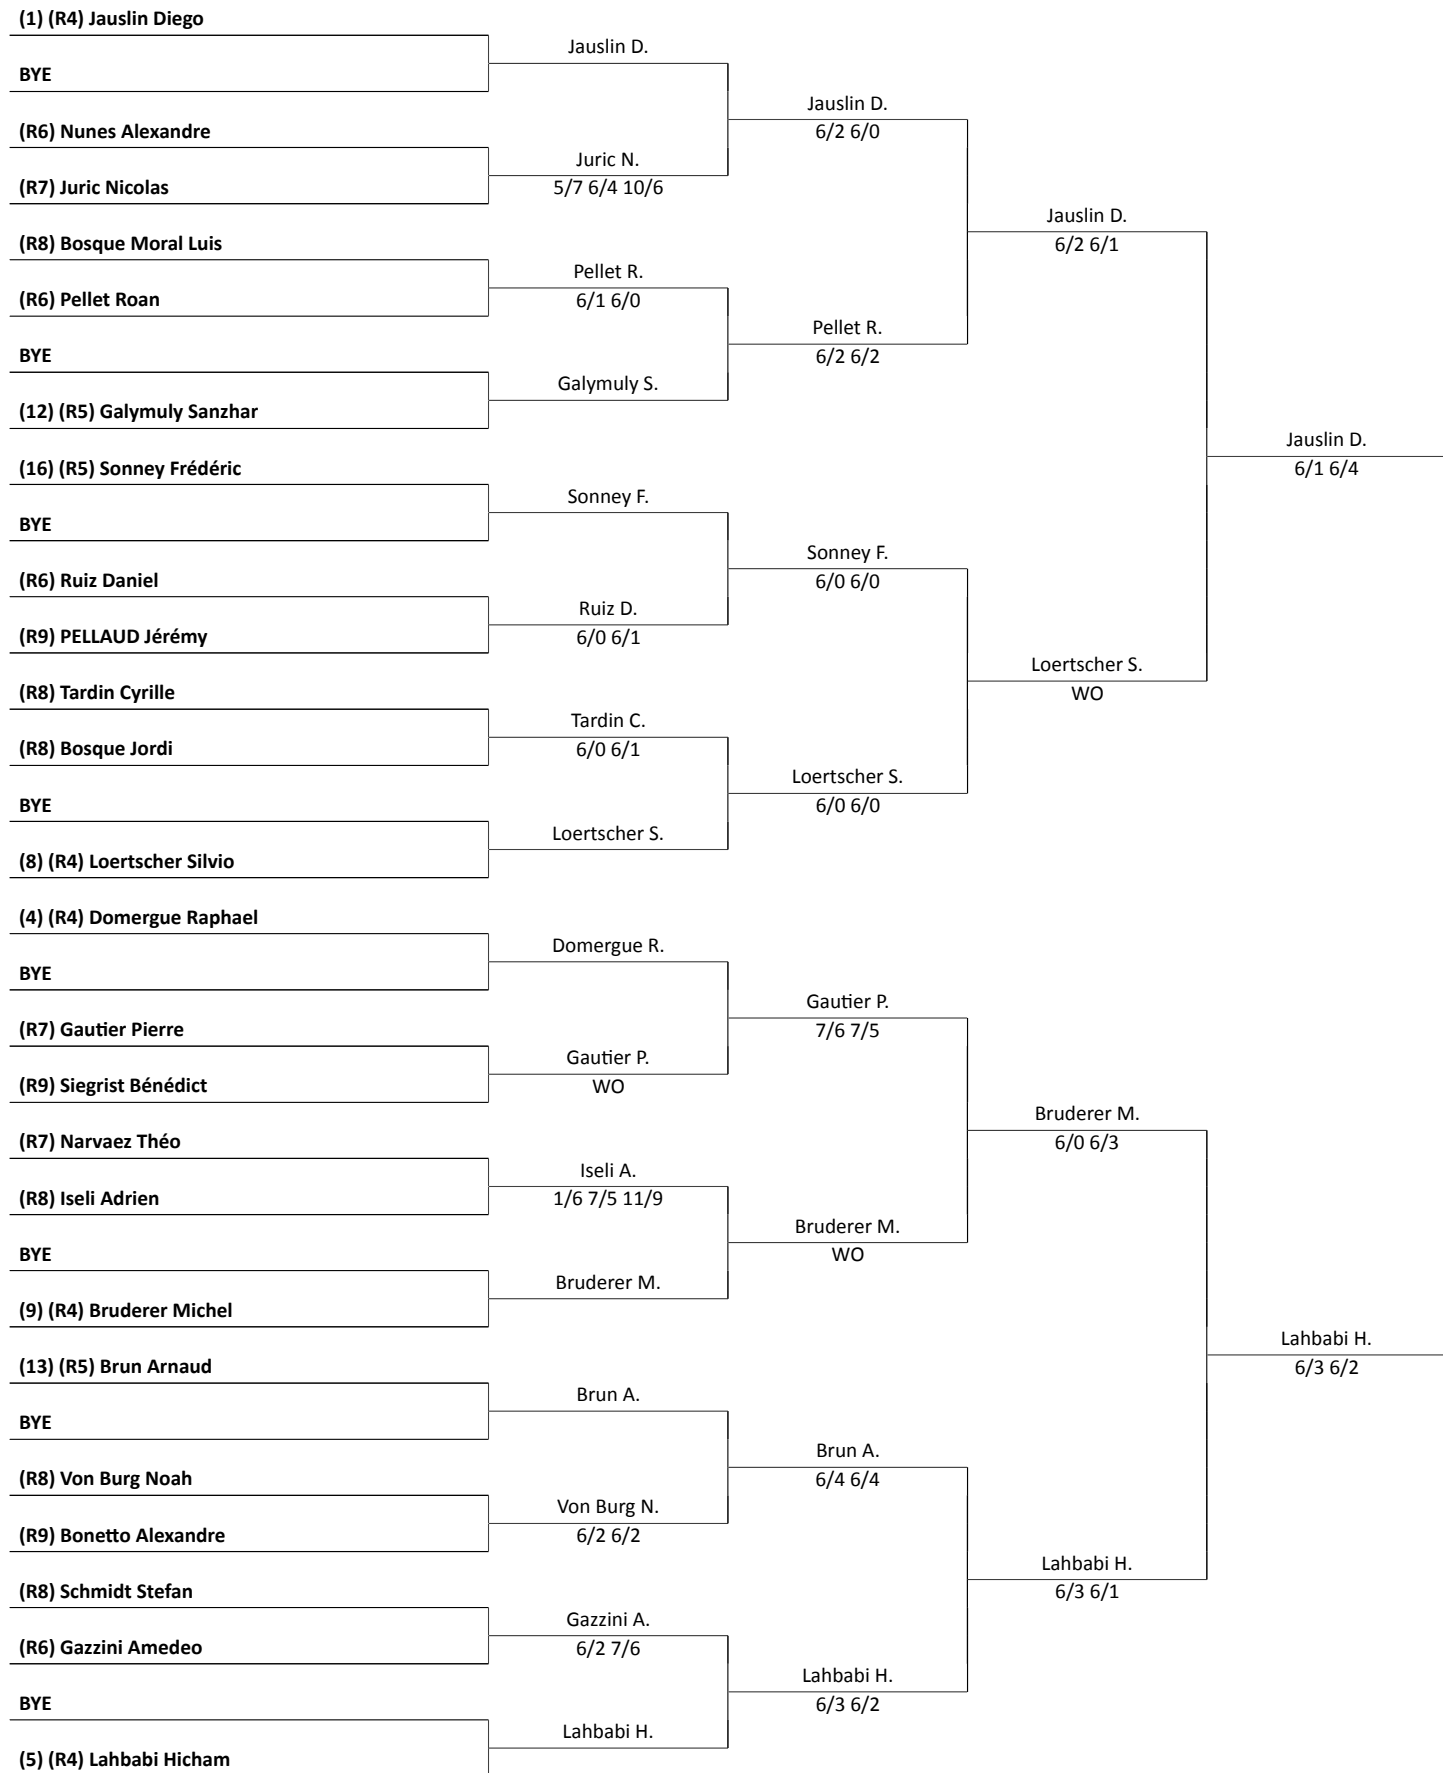 (1) (R4) Jauslin Diego
Jauslin D.
BYE
Jauslin D.
6/2 6/0
(R6) Nunes Alexandre
Juric N.
5/7 6/4 10/6
(R7) Juric Nicolas
Jauslin D.
6/2 6/1
(R8) Bosque Moral Luis
Pellet R.
6/1 6/0
(R6) Pellet Roan
Pellet R.
6/2 6/2
BYE
Galymuly S.
(12) (R5) Galymuly Sanzhar
Jauslin D.
6/1 6/4
(16) (R5) Sonney Frédéric
Sonney F.
BYE
Sonney F.
6/0 6/0
(R6) Ruiz Daniel
Ruiz D.
6/0 6/1
(R9) PELLAUD Jérémy
Loertscher S.
WO
(R8) Tardin Cyrille
Tardin C.
6/0 6/1
(R8) Bosque Jordi
Loertscher S.
6/0 6/0
BYE
Loertscher S.
(8) (R4) Loertscher Silvio
(4) (R4) Domergue Raphael
Domergue R.
BYE
Gautier P.
7/6 7/5
(R7) Gautier Pierre
Gautier P.
WO
(R9) Siegrist Bénédict
Bruderer M.
6/0 6/3
(R7) Narvaez Théo
Iseli A.
1/6 7/5 11/9
(R8) Iseli Adrien
Bruderer M.
WO
BYE
Bruderer M.
(9) (R4) Bruderer Michel
Lahbabi H.
6/3 6/2
(13) (R5) Brun Arnaud
Brun A.
BYE
Brun A.
6/4 6/4
(R8) Von Burg Noah
Von Burg N.
6/2 6/2
(R9) Bonetto Alexandre
Lahbabi H.
6/3 6/1
(R8) Schmidt Stefan
Gazzini A.
6/2 7/6
(R6) Gazzini Amedeo
Lahbabi H.
6/3 6/2
BYE
Lahbabi H.
(5) (R4) Lahbabi Hicham